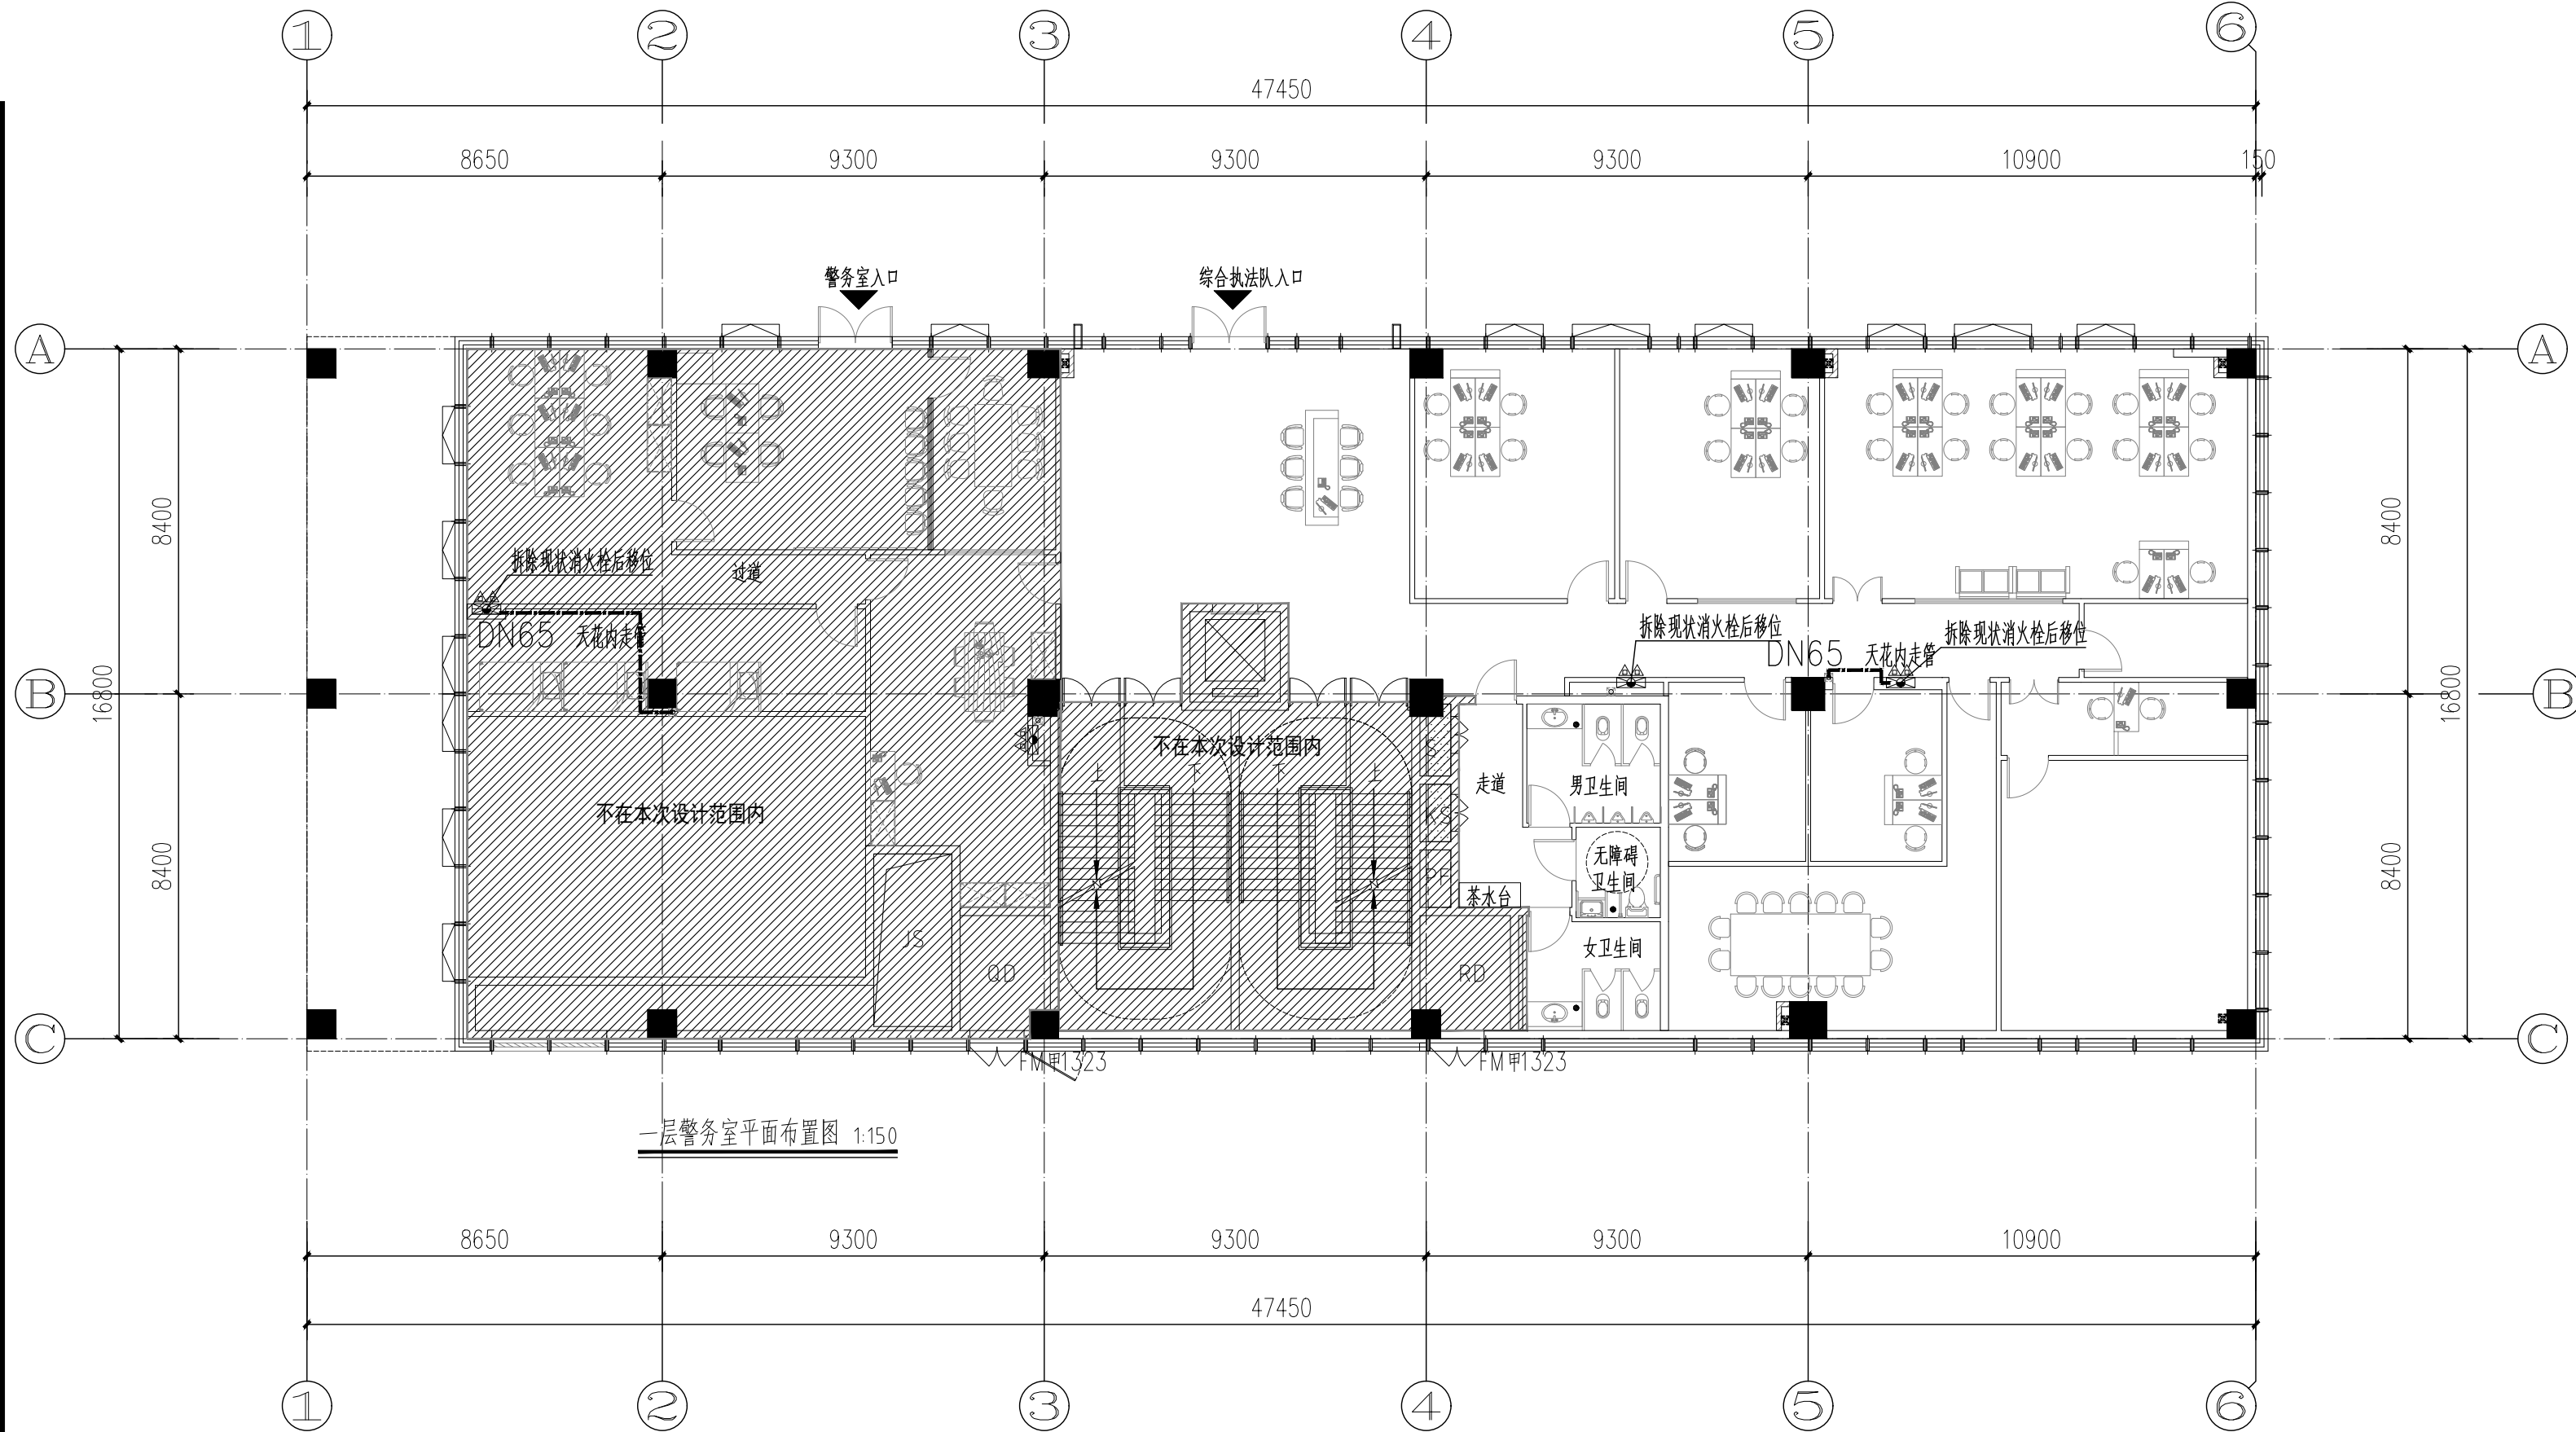 1 2 3 4 5 6
47450
8650 9300 9300 9300 10900 150
警务室入口 综合执法队入口
A A
8400 8400
拆除现状消火栓后移位
过道
DN65 天花内走管
拆除现状消火栓后移位
拆除现状消火栓后移位
DN65 天花内走管
16800 16800
B B
不在本次设计范围内
上 下 下 上
走道
男卫生间
不在本次设计范围内
KS
无障碍
卫生间
PF
茶水台
8400 8400
JS
QD
RD
女卫生间
C C
FM甲1323 FM甲1323
一层警务室平面布置图 1:150
8650 9300 9300 9300 10900
47450
1 2 3 4 5 6